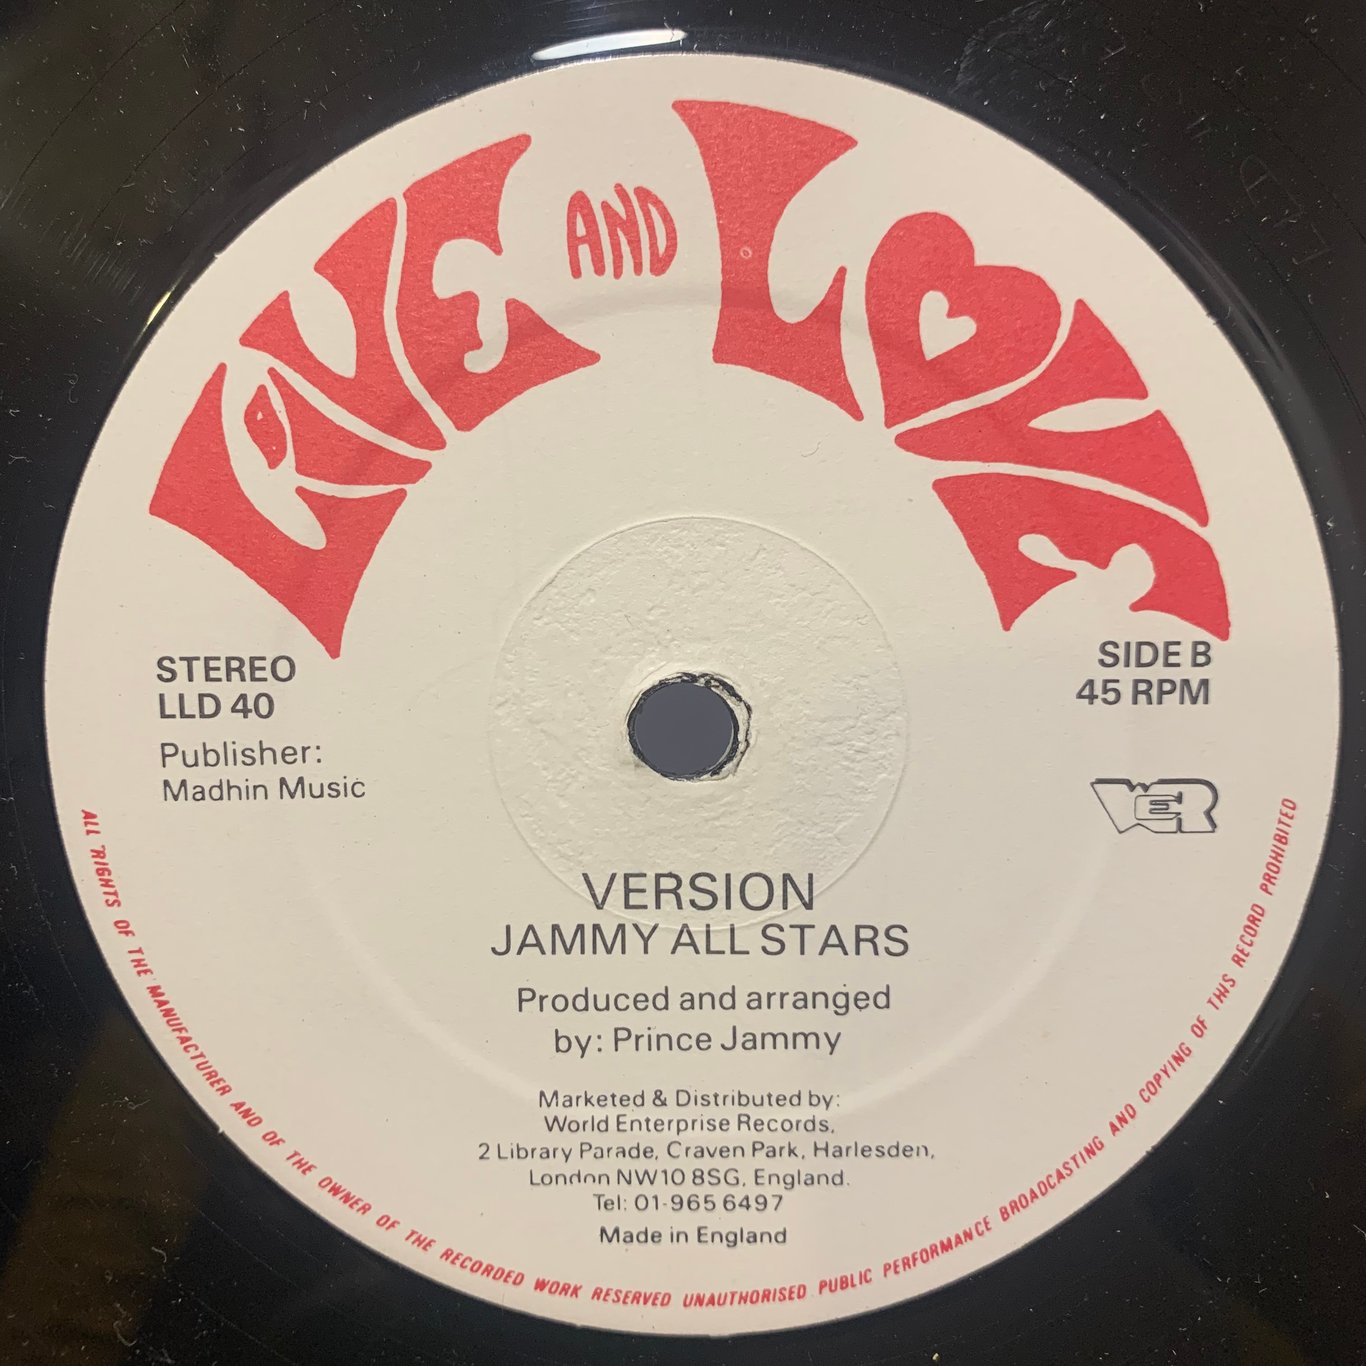 LIVE AND LOVE
STEREO
LLD 40
Publisher:
Madhin Music
SIDE B
45 RPM
WER
VERSION
JAMMY ALL STARS
Produced and arranged
by: Prince Jammy
Marketed & Distributed by:
World Enterprise Records,
2 Library Parade, Craven Park, Harlesden,
London NW10 8SG, England.
Tel: 01-965 6497
Made in England
ALL RIGHTS OF THE MANUFACTURER AND OF THE OWNER OF THE RECORDED WORK RESERVED UNAUTHORISED PUBLIC PERFORMANCE BROADCASTING AND COPYING OF THIS RECORD PROHIBITED